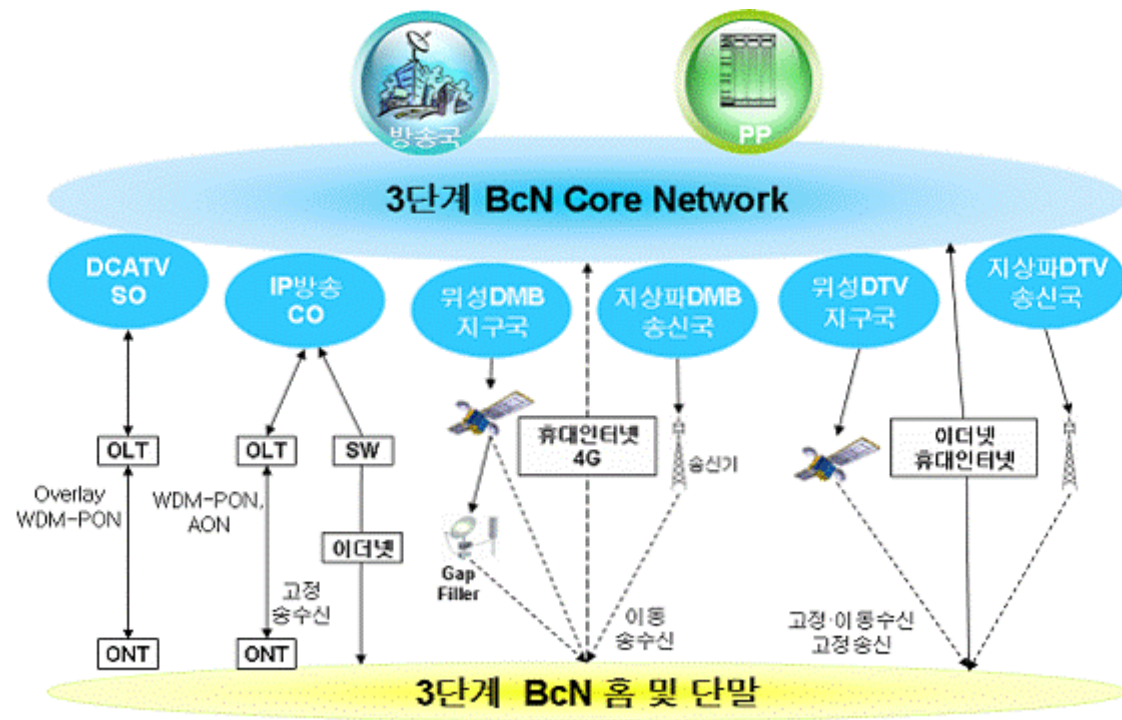 방송국
PP
3단계 BcN Core Network
DCATV
SO
IP방송
CO
위성DMB
지구국
지상파DMB
송신국
위성DTV
지구국
지상파DTV
송신국
OLT
OLT
SW
휴대인터넷
4G
송신기
이더넷
휴대인터넷
Overlay
WDM-PON
WDM-PON,
AON
이더넷
Gap
Filler
고정
송수신
이동
송수신
고정·이동수신
고정송신
ONT
ONT
3단계 BcN 홈 및 단말